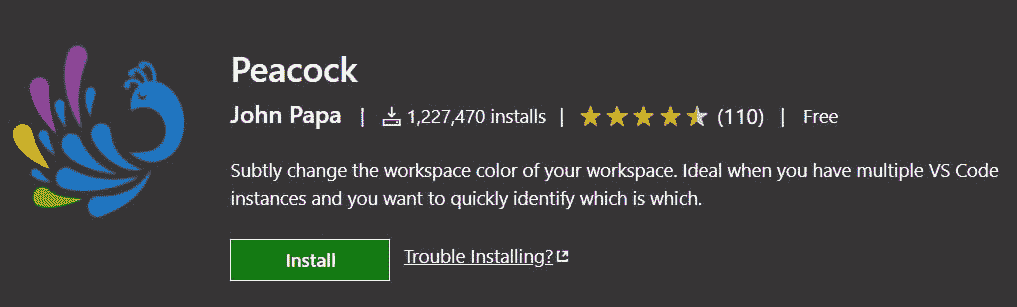 Peacock
John Papa | 1,227,470 installs | (110) | Free
Subtly change the workspace color of your workspace. Ideal when you have multiple VS Code
instances and you want to quickly identify which is which.
Install Trouble Installing?